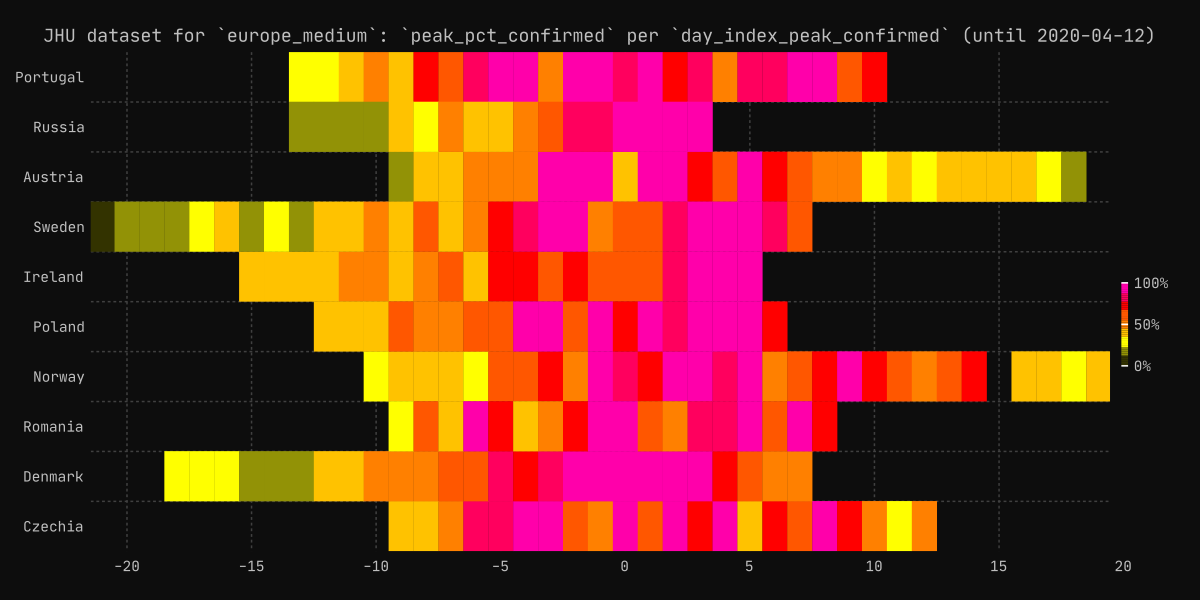 JHU dataset for `europe_medium`: `peak_pct_confirmed` per `day_index_peak_confirmed` (until 2020-04-12)
Portugal
Russia
Austria
Sweden
Ireland
Poland
Norway
Romania
Denmark
Czechia
100%
50%
0%
-20 -15 -10 -5 0 5 10 15 20